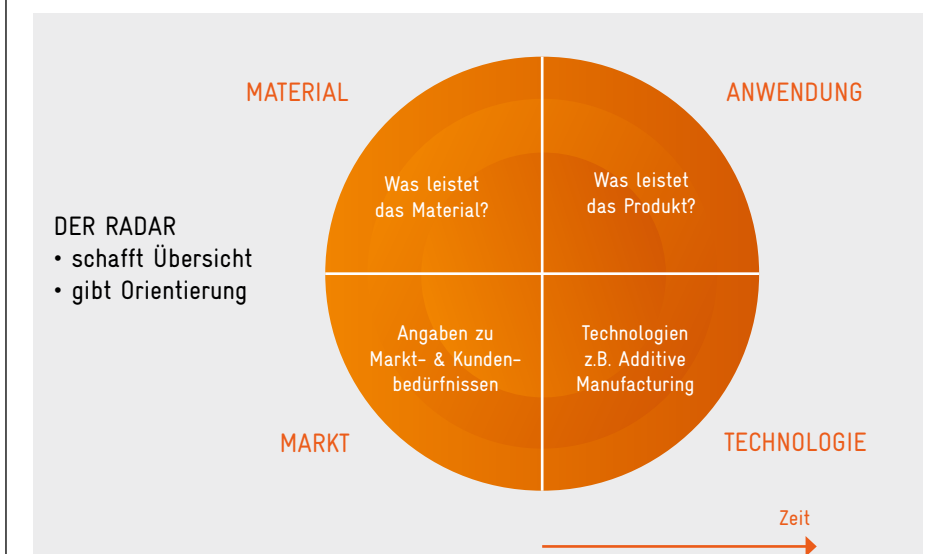 MATERIAL
ANWENDUNG
Was leistet
das Material?
Was leistet
das Produkt?
DER RADAR
• schafft Übersicht
• gibt Orientierung
Angaben zu
Markt- & Kunden-
bedürfnissen
Technologien
z.B. Additive
Manufacturing
MARKT
TECHNOLOGIE
Zeit